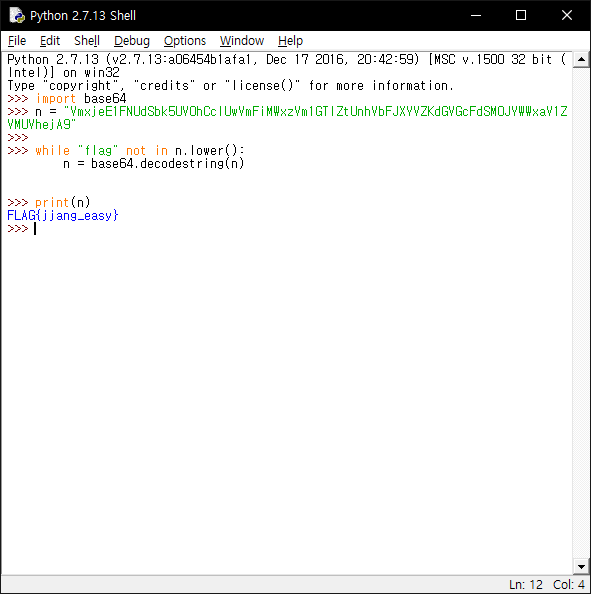 Python 2.7.13 Shell
File Edit Shell Debug Options Window Help
Python 2.7.13 (v2.7.13:a06454b1afa1, Dec 17 2016, 20:42:59) [MSC v.1500 32 bit (
Intel)] on win32
Type "copyright", "credits" or "license()" for more information.
>>> import base64
>>> n = "VmxjeE1FNUdSbk5UV0hCclUwVmFiMWxzVm1GTlZtUnhVbFJXYVZKdGVGcFdSM0JVWWxaV1Z
VMUVhejA9"
>>>
>>> while "flag" not in n.lower():
n = base64.decodestring(n)
>>> print(n)
FLAG{jjang_easy}
>>>
Ln: 12 Col: 4